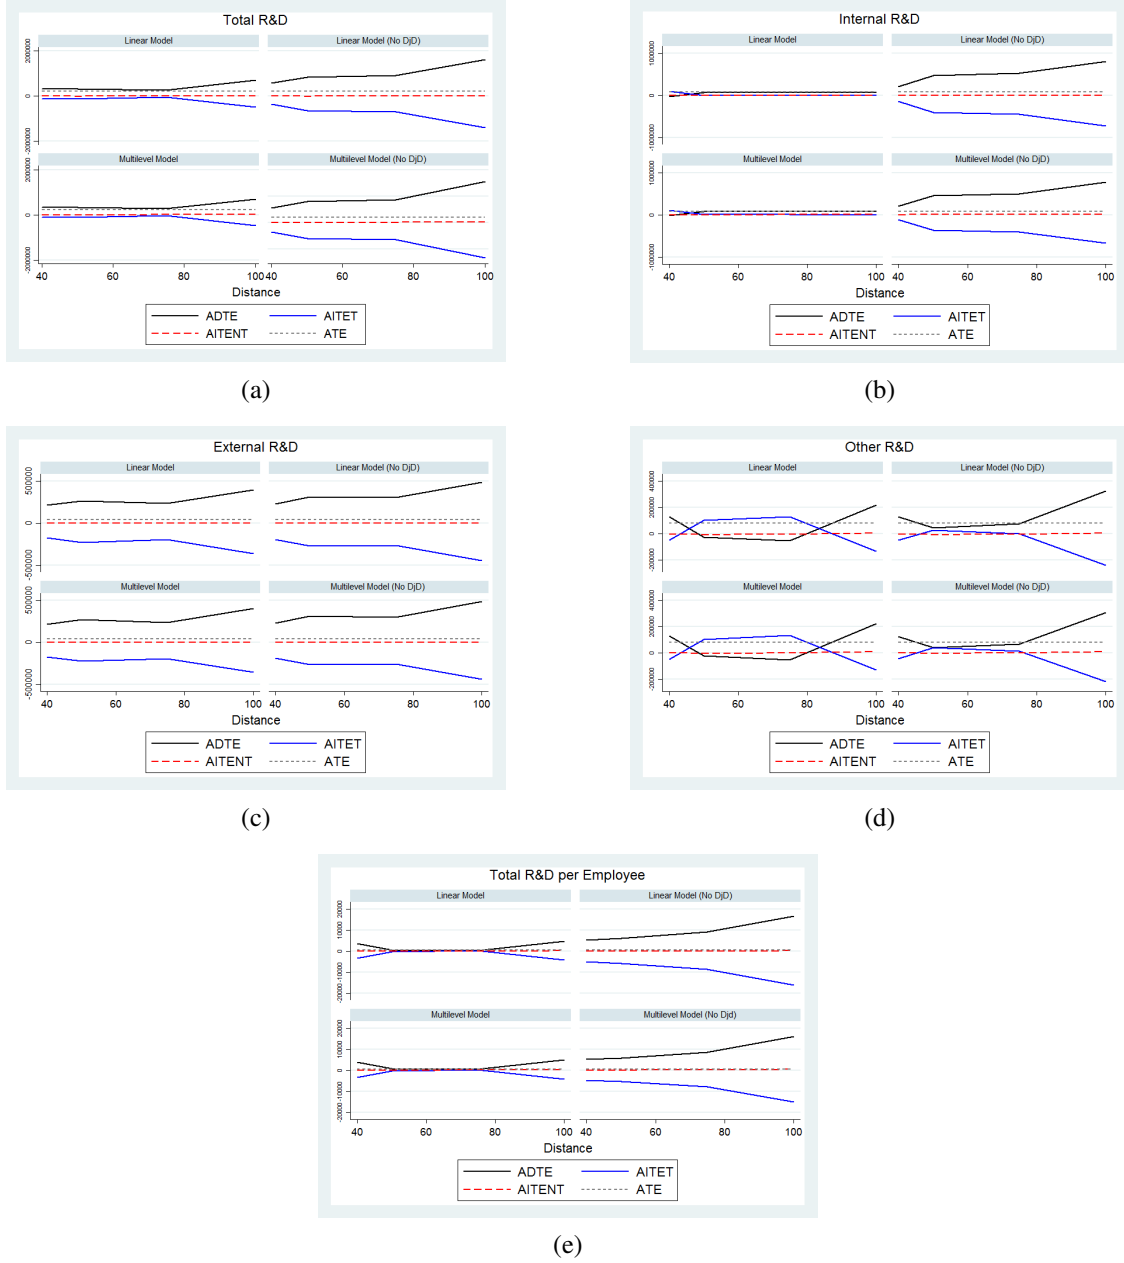 Total R&D
Linear Model
Linear Model (No DjD)
2000000
0
-2000000
Multilevel Model
Multiilevel Model (No DjD)
2000000
0
-2000000
40 60 80 100 40 60 80 100
Distance
ADTE AITET
AITENT ATE
(a)
Internal R&D
Linear Model
Linear Model (No DjD)
1000000
0
-1000000
Multilevel Model
Multilevel Model (No DjD)
1000000
0
-1000000
40 60 80 100 40 60 80 100
Distance
ADTE AITET
AITENT ATE
(b)
External R&D
Linear Model
Linear Model (No DjD)
500000
0
-500000
Multilevel Model
Multilevel Model (No DjD)
500000
0
-500000
40 60 80 100 40 60 80 100
Distance
ADTE AITET
AITENT ATE
(c)
Other R&D
Linear Model
Linear Model (No DjD)
400000
200000
0
-200000
Multilevel Model
Multilevel Model (No DjD)
400000
200000
0
-200000
40 60 80 100 40 60 80 100
Distance
ADTE AITET
AITENT ATE
(d)
Total R&D per Employee
Linear Model
Linear Model (No DjD)
20000
10000
0
-10000
-20000
Multilevel Model
Multilevel Model (No Djd)
20000
10000
0
-10000
-20000
40 60 80 100 40 60 80 100
Distance
ADTE AITET
AITENT ATE
(e)